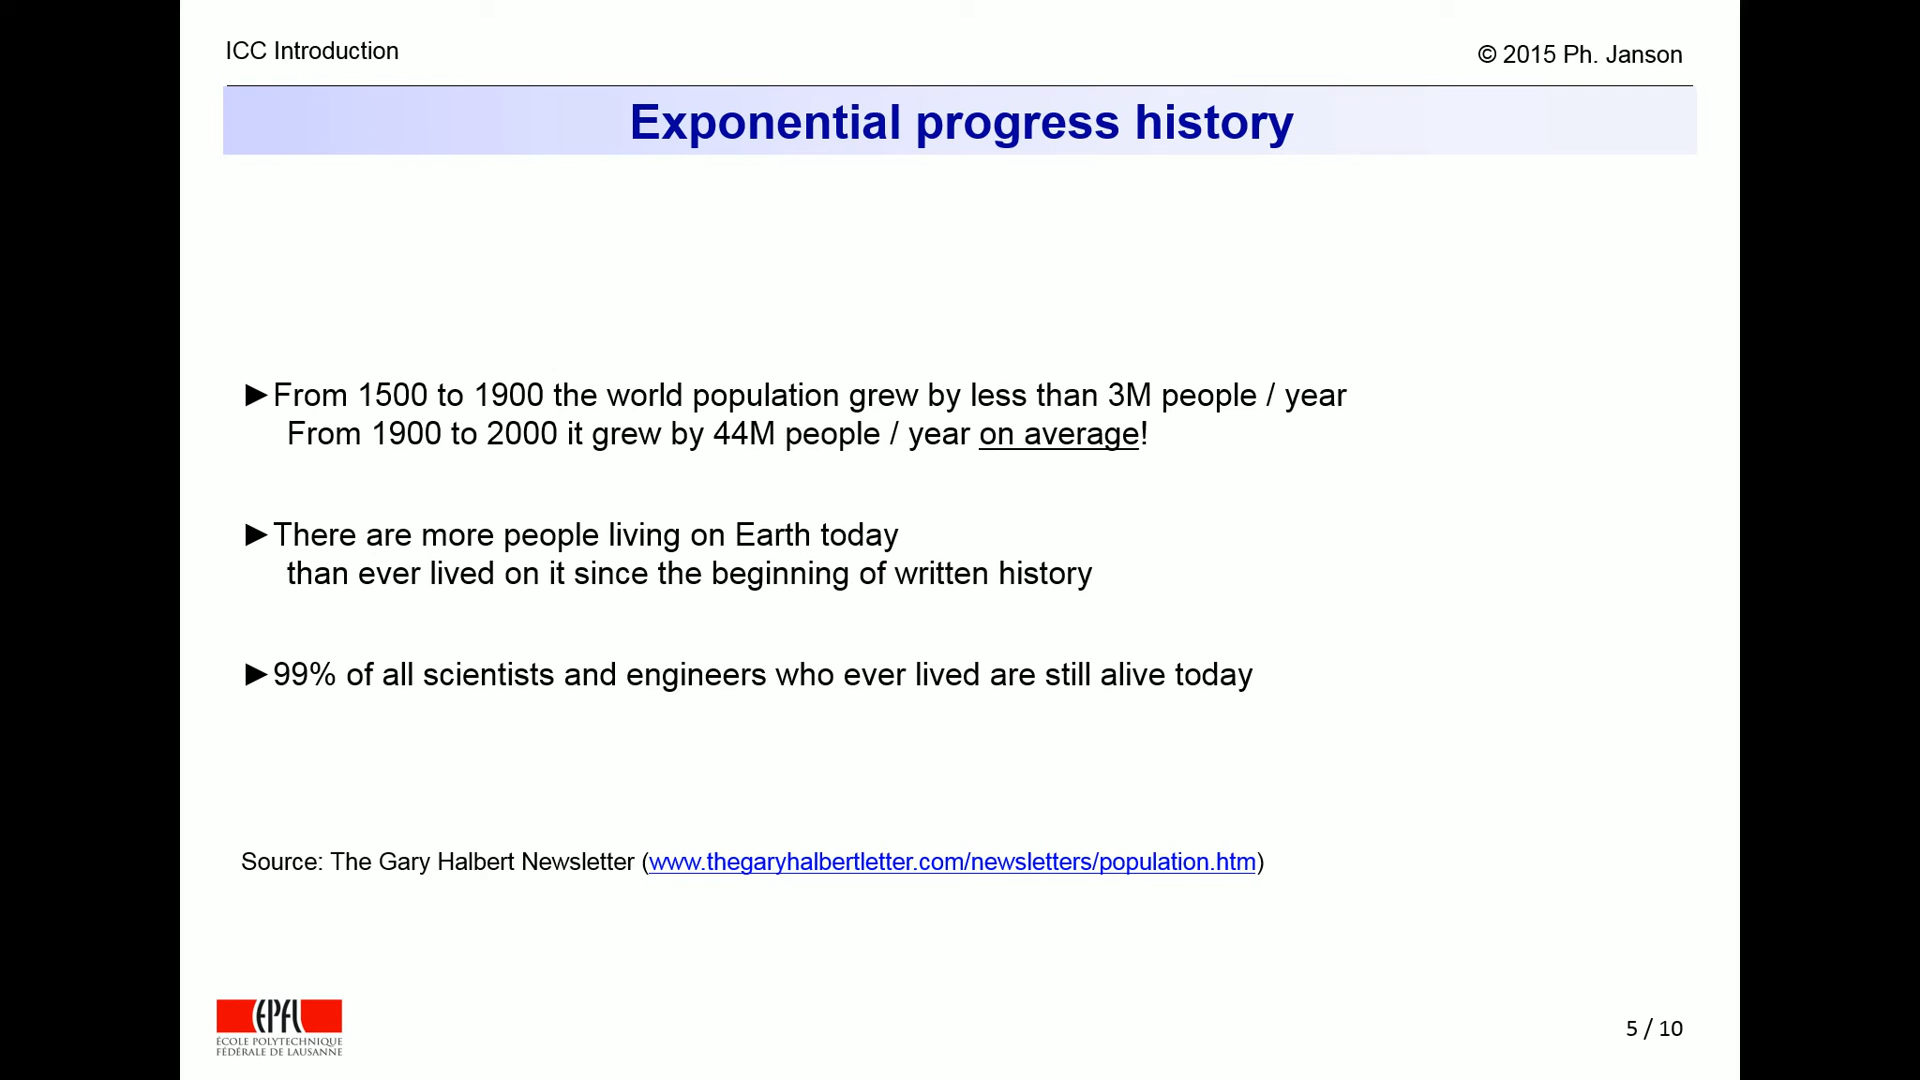 ICC Introduction
© 2015 Ph. Janson
Exponential progress history
►From 1500 to 1900 the world population grew by less than 3M people / year
From 1900 to 2000 it grew by 44M people / year on average!
►There are more people living on Earth today
than ever lived on it since the beginning of written history
►99% of all scientists and engineers who ever lived are still alive today
Source: The Gary Halbert Newsletter (www.thegaryhalbertletter.com/newsletters/population.htm)
EPFL
ÉCOLE POLYTECHNIQUE
FÉDÉRALE DE LAUSANNE
5 / 10